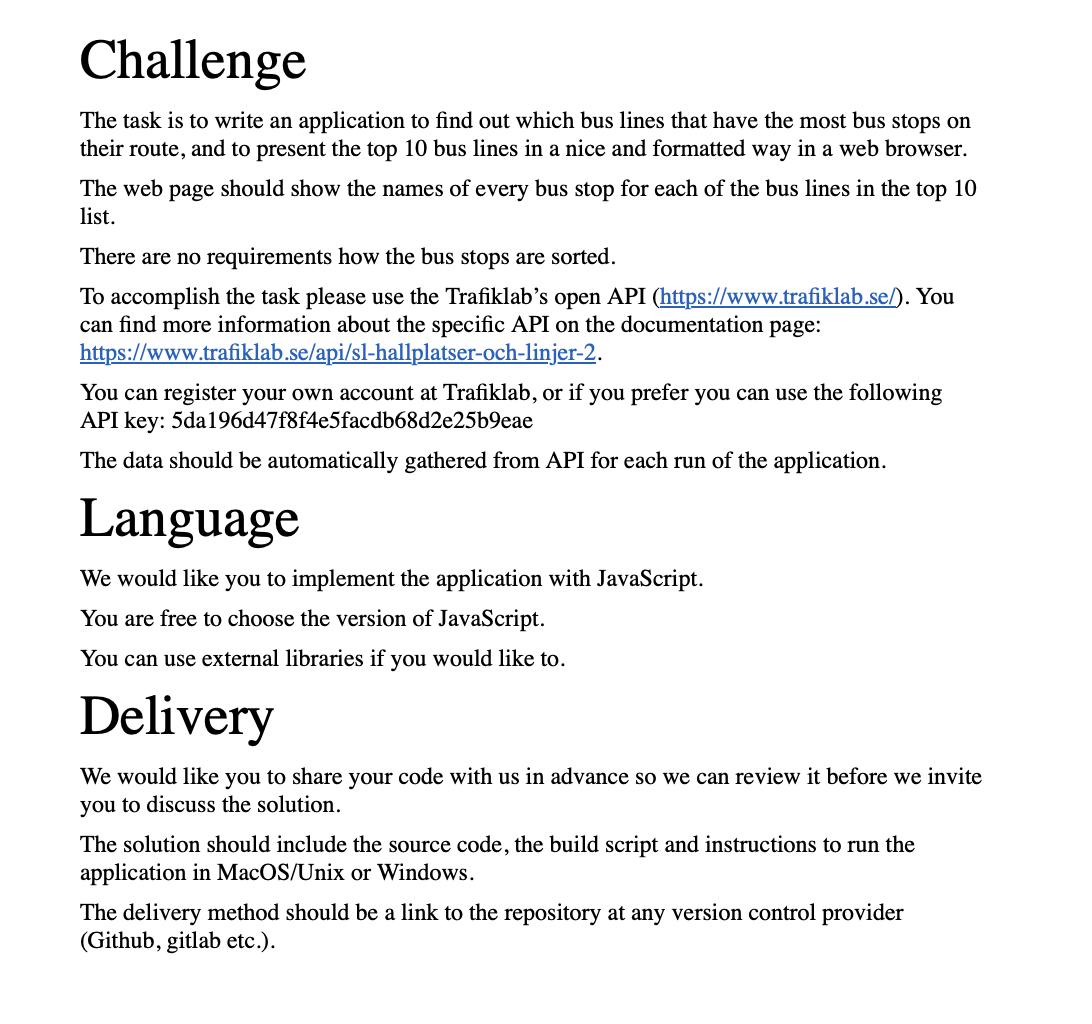 Challenge
The task is to write an application to find out which bus lines that have the most bus stops on
their route, and to present the top 10 bus lines in a nice and formatted way in a web browser.
The web page should show the names of every bus stop for each of the bus lines in the top 10
list.
There are no requirements how the bus stops are sorted.
To accomplish the task please use the Trafiklab’s open API (https://www.trafiklab.se/). You
can find more information about the specific API on the documentation page:
https://www.trafiklab.se/api/sl-hallplatser-och-linjer-2.
You can register your own account at Trafiklab, or if you prefer you can use the following
API key: 5da196d47f8f4e5facdb68d2e25b9eae
The data should be automatically gathered from API for each run of the application.
Language
We would like you to implement the application with JavaScript.
You are free to choose the version of JavaScript.
You can use external libraries if you would like to.
Delivery
We would like you to share your code with us in advance so we can review it before we invite
you to discuss the solution.
The solution should include the source code, the build script and instructions to run the
application in MacOS/Unix or Windows.
The delivery method should be a link to the repository at any version control provider
(Github, gitlab etc.).